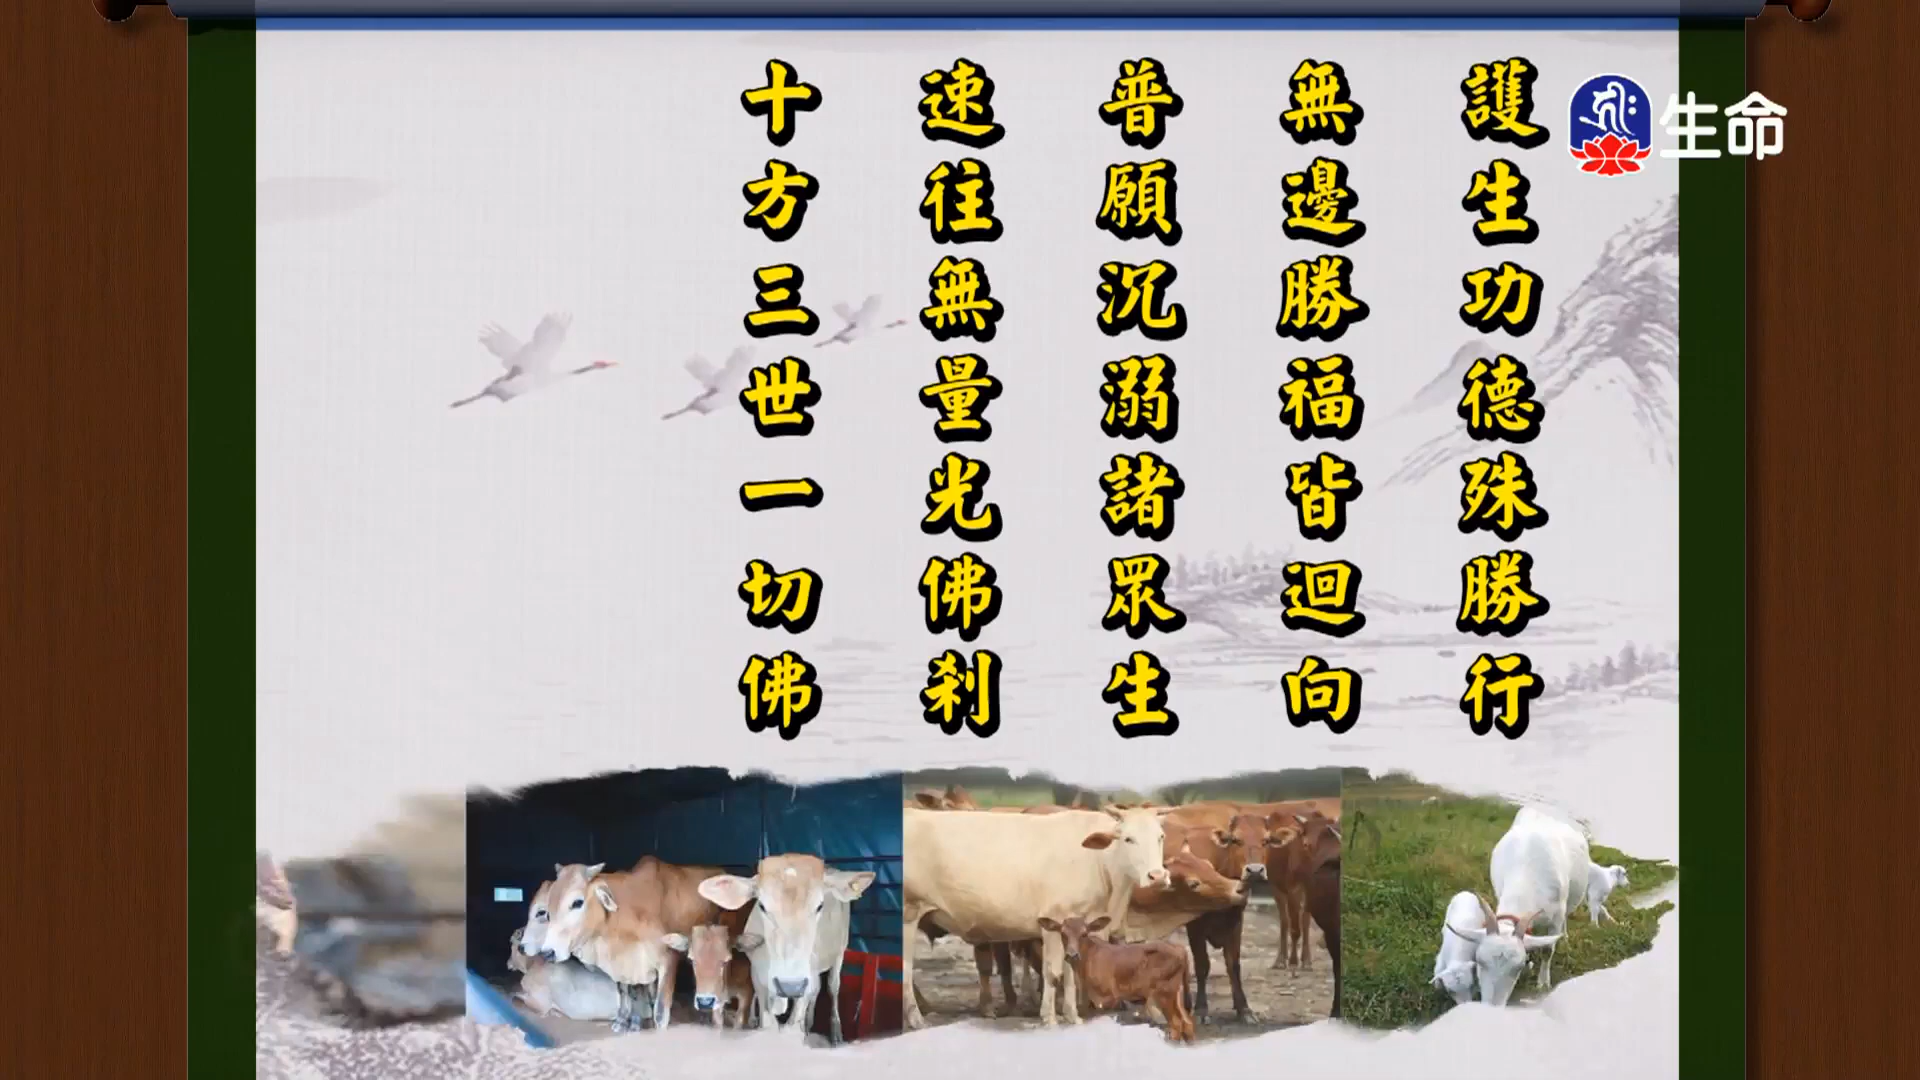 護生功德殊勝行
無邊勝福皆迴向
普願沉溺諸眾生
速往無量光佛剎
十方三世一切佛
生命